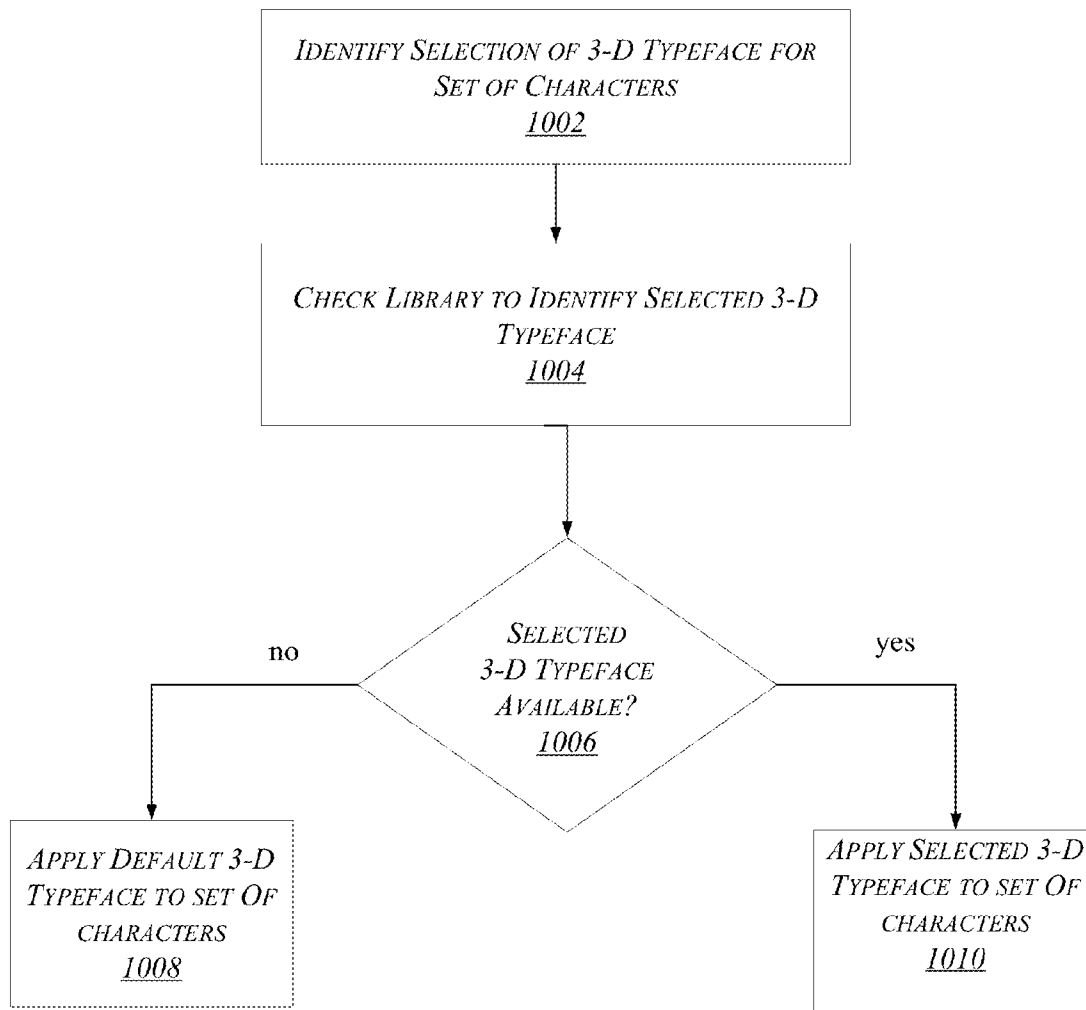 IDENTIFY SELECTION OF 3-D TYPEFACE FOR
SET OF CHARACTERS
1002
CHECK LIBRARY TO IDENTIFY SELECTED 3-D
TYPEFACE
1004
SELECTED
3-D TYPEFACE
AVAILABLE?
1006
no
yes
APPLY DEFAULT 3-D
TYPEFACE TO SET OF
CHARACTERS
1008
APPLY SELECTED 3-D
TYPEFACE TO SET OF
CHARACTERS
1010